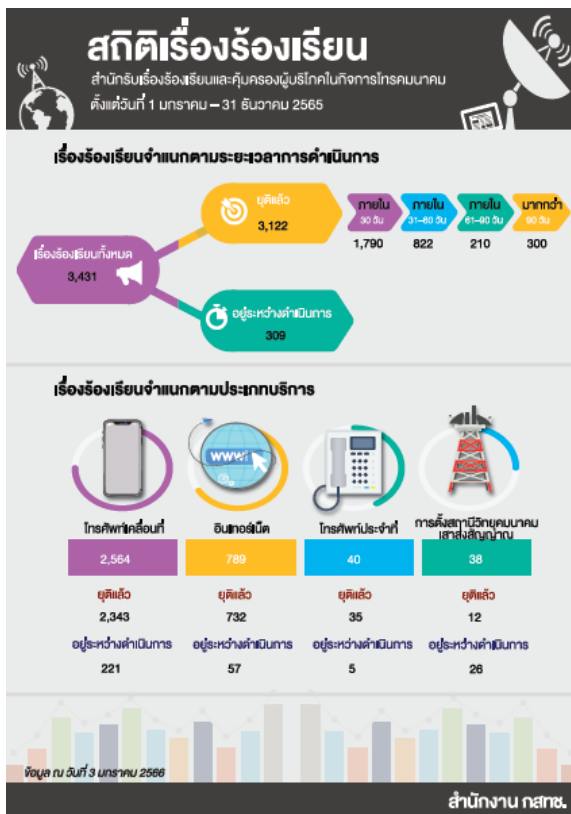 สถิติเรื่องร้องเรียน
สำนักรับเรื่องร้องเรียนและคุ้มครองผู้บริโภคในกิจการโทรคมนาคม
ตั้งแต่วันที่ 1 มกราคม – 31 ธันวาคม 2565
เรื่องร้องเรียนจำแนกตามระยะเวลาการดำเนินการ
เรื่องร้องเรียนทั้งหมด
3,431
ยุติแล้ว
3,122
ภายใน
30 วัน
1,790
ภายใน
31–60 วัน
822
ภายใน
61–90 วัน
210
มากกว่า
90 วัน
300
อยู่ระหว่างดำเนินการ
309
เรื่องร้องเรียนจำแนกตามประเภทบริการ
www.
โทรศัพท์เคลื่อนที่
2,564
ยุติแล้ว
2,343
อยู่ระหว่างดำเนินการ
221
อินเทอร์เน็ต
789
ยุติแล้ว
732
อยู่ระหว่างดำเนินการ
57
โทรศัพท์ประจำที่
40
ยุติแล้ว
35
อยู่ระหว่างดำเนินการ
5
การตั้งสถานีวิทยุคมนาคม
เสาส่งสัญญาณ
38
ยุติแล้ว
12
อยู่ระหว่างดำเนินการ
26
ข้อมูล ณ วันที่ 3 มกราคม 2566
สำนักงาน กสทช.